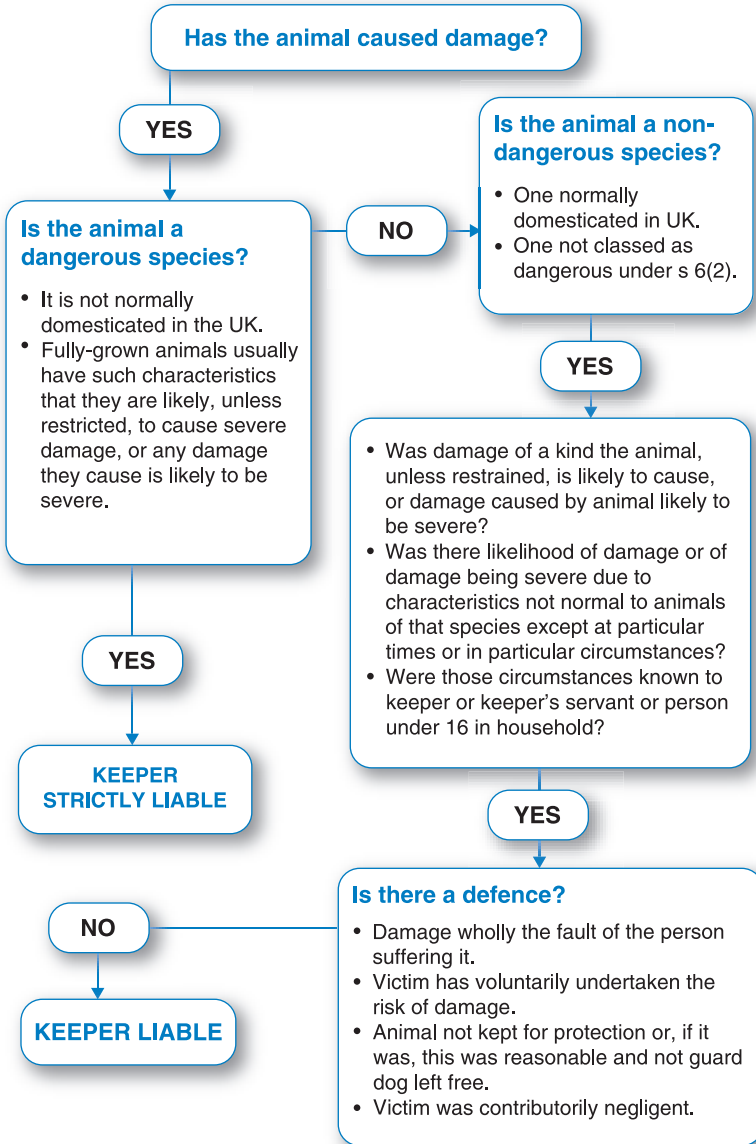 Has the animal caused damage?
YES
Is the animal a
dangerous species?
• It is not normally
domesticated in the UK.
• Fully-grown animals usually
have such characteristics
that they are likely, unless
restricted, to cause severe
damage, or any damage
they cause is likely to be
severe.
NO
Is the animal a non-
dangerous species?
• One normally
domesticated in UK.
• One not classed as
dangerous under s 6(2).
YES
• Was damage of a kind the animal,
unless restrained, is likely to cause,
or damage caused by animal likely to
be severe?
• Was there likelihood of damage or of
damage being severe due to
characteristics not normal to animals
of that species except at particular
times or in particular circumstances?
• Were those circumstances known to
keeper or keeper's servant or person
under 16 in household?
YES
KEEPER
STRICTLY LIABLE
YES
Is there a defence?
• Damage wholly the fault of the person
suffering it.
• Victim has voluntarily undertaken the
risk of damage.
• Animal not kept for protection or, if it
was, this was reasonable and not guard
dog left free.
• Victim was contributorily negligent.
NO
KEEPER LIABLE